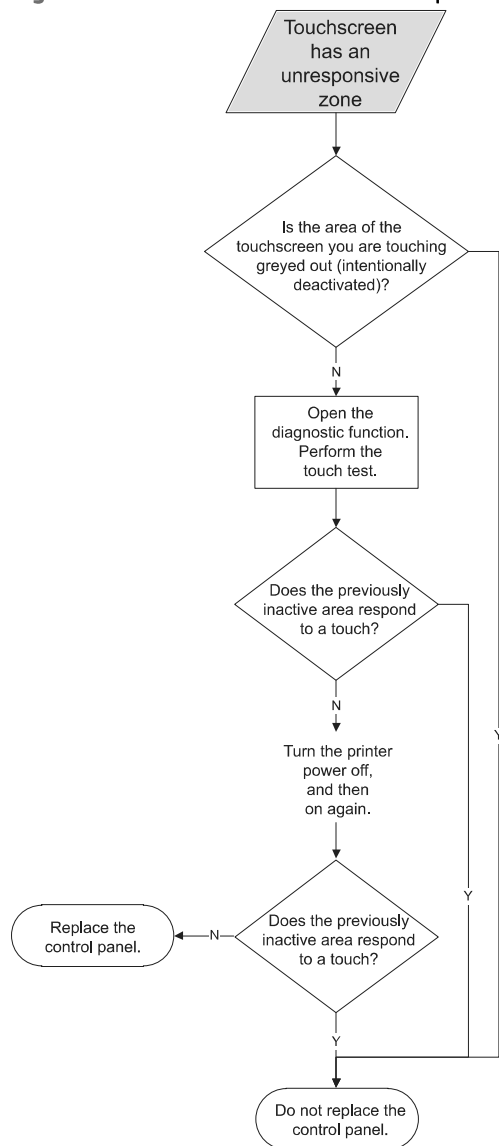 Touchscreen
has an
unresponsive
zone
Is the area of the
touchscreen you are touching
greyed out (intentionally
deactivated)?
N
Open the
diagnostic function.
Perform the
touch test.
Does the previously
inactive area respond
to a touch?
N
Y
Turn the printer
power off,
and then
on again.
Y
Replace the
control panel.
N
Does the previously
inactive area respond
to a touch?
Y
Do not replace the
control panel.